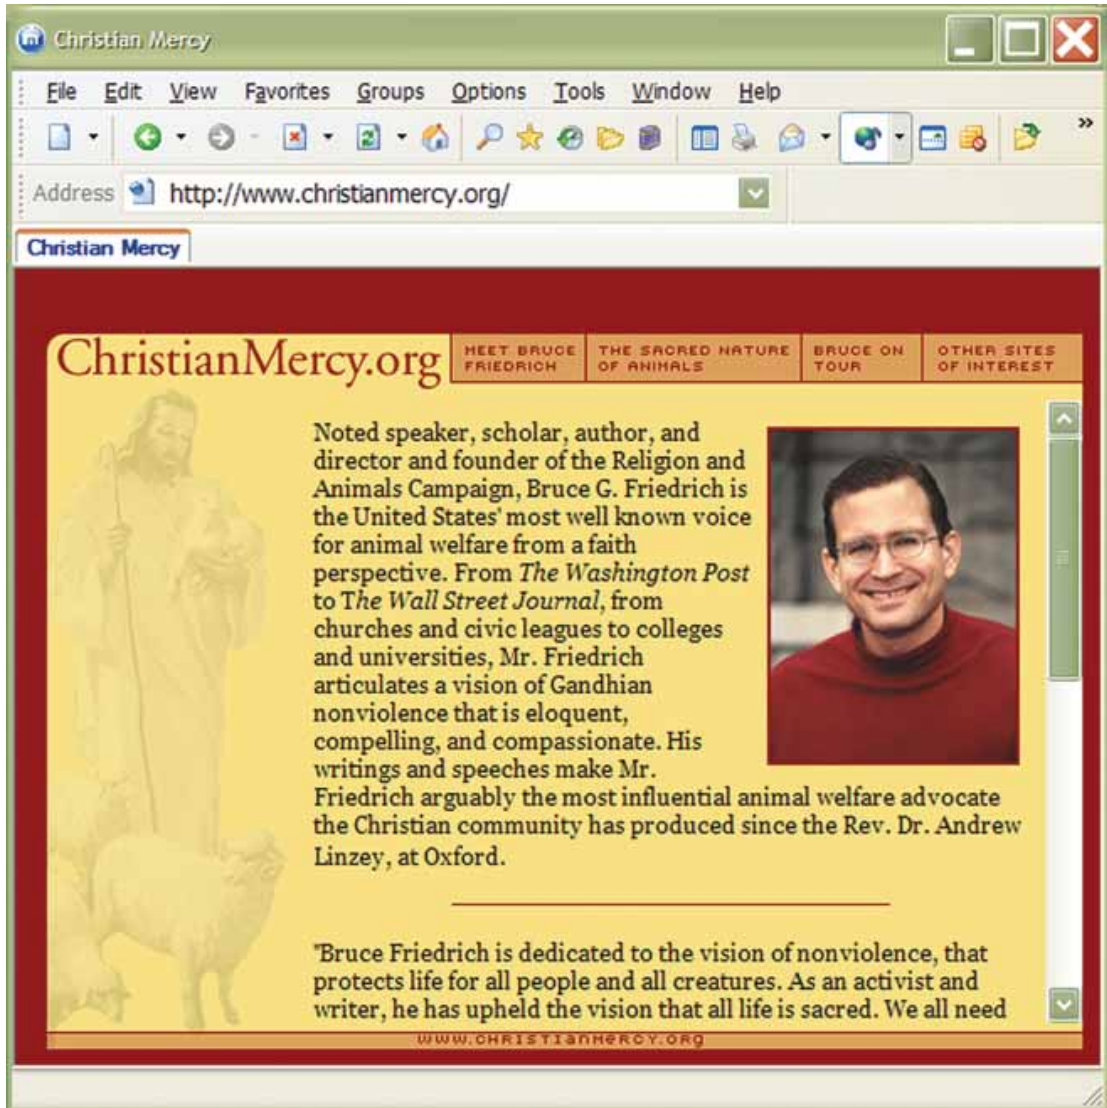 Christian Mercy
File Edit View Favorites Groups Options Tools Window Help
»
Address http://www.christianmercy.org/
Christian Mercy
ChristianMercy.org
MEET BRUCE
FRIEDRICH
THE SACRED NATURE
OF ANIMALS
BRUCE ON
TOUR
OTHER SITES
OF INTEREST
Noted speaker, scholar, author, and
director and founder of the Religion and
Animals Campaign, Bruce G. Friedrich is
the United States' most well known voice
for animal welfare from a faith
perspective. From The Washington Post
to The Wall Street Journal, from
churches and civic leagues to colleges
and universities, Mr. Friedrich
articulates a vision of Gandhian
nonviolence that is eloquent,
compelling, and compassionate. His
writings and speeches make Mr.
Friedrich arguably the most influential animal welfare advocate
the Christian community has produced since the Rev. Dr. Andrew
Linzey, at Oxford.
"Bruce Friedrich is dedicated to the vision of nonviolence, that
protects life for all people and all creatures. As an activist and
writer, he has upheld the vision that all life is sacred. We all need
www.CHRISTIANMERCY.ORG